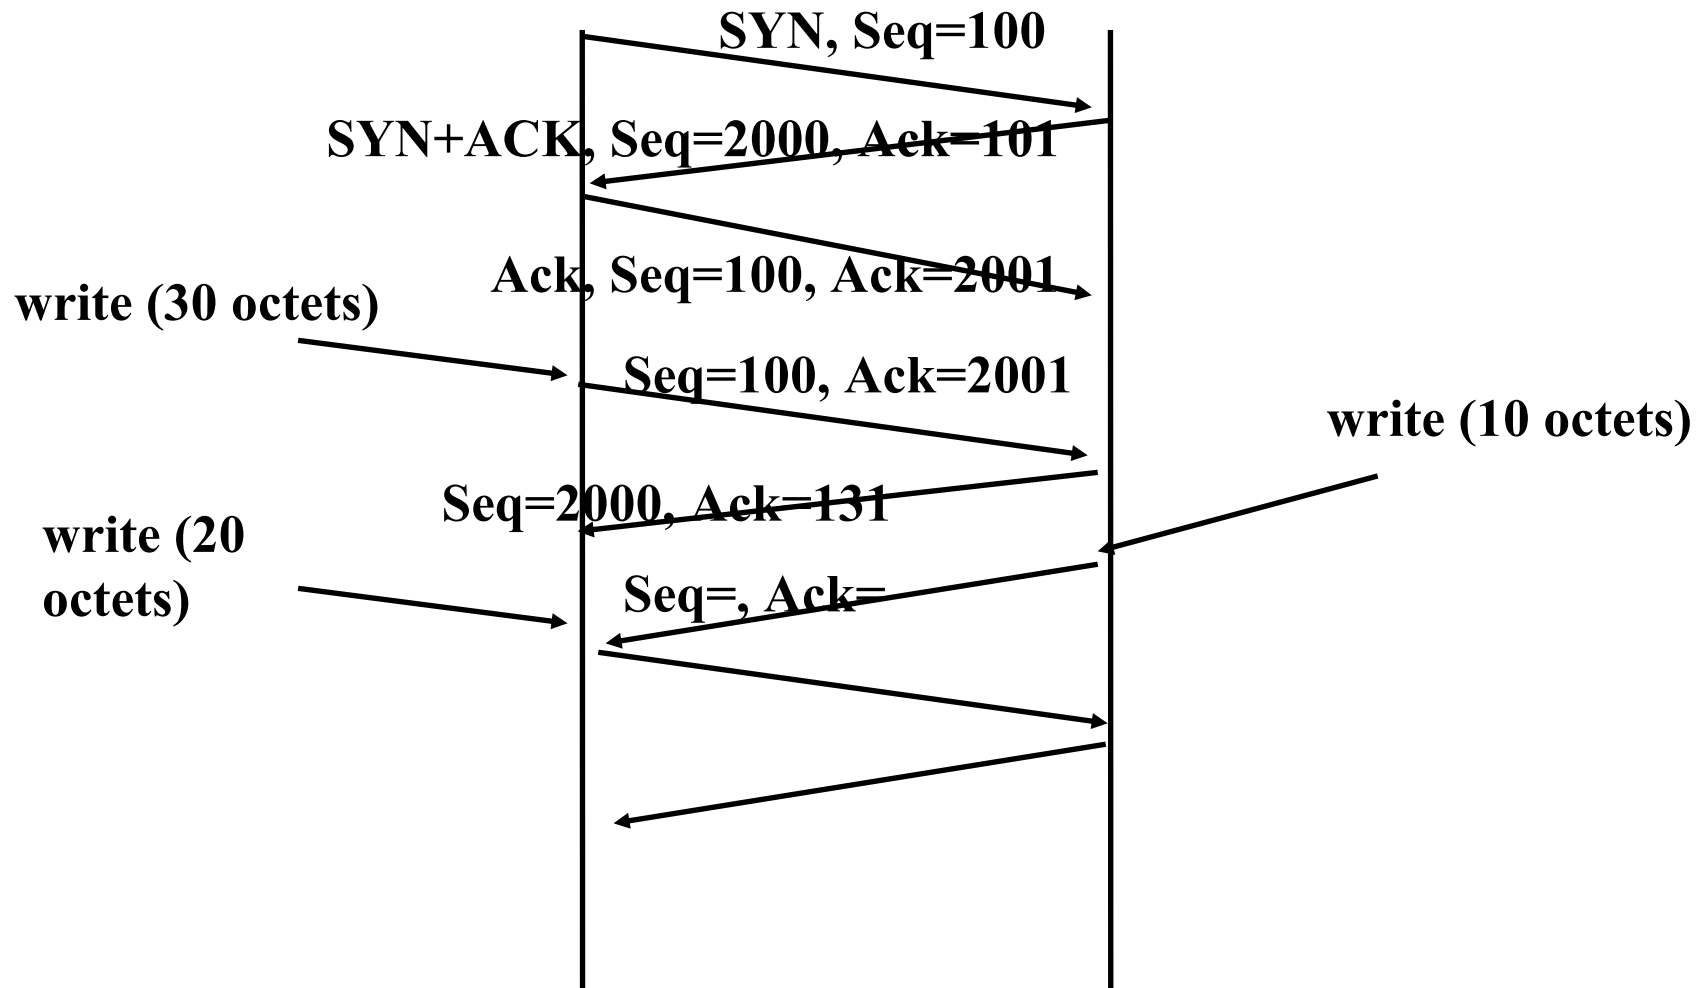 SYN, Seq=100
SYN+ACK, Seq=2000, Ack=101
Ack, Seq=100, Ack=2001
write (30 octets)
Seq=100, Ack=2001
write (10 octets)
Seq=2000, Ack=131
write (20
octets)
Seq=, Ack=